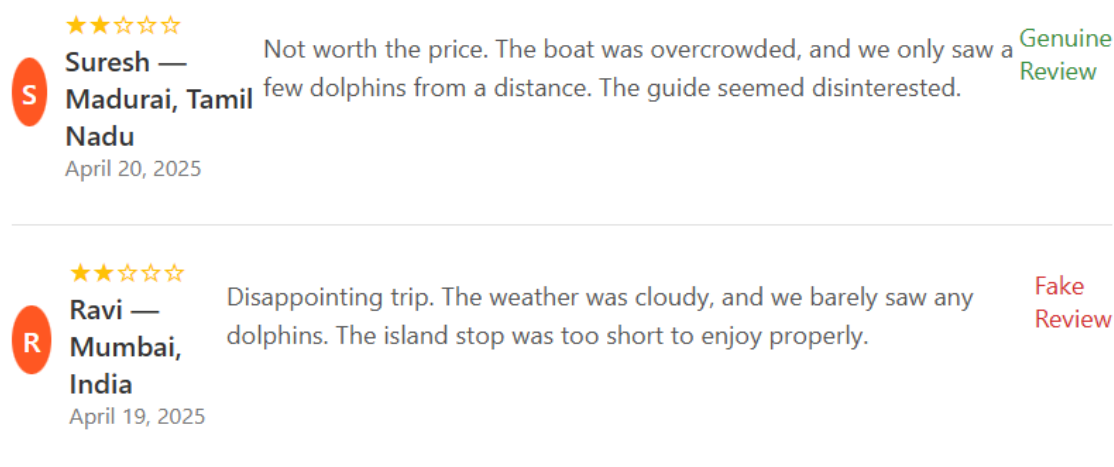 ★★☆☆☆
S
Suresh —
Madurai, Tamil
Nadu
April 20, 2025
Not worth the price. The boat was overcrowded, and we only saw a
few dolphins from a distance. The guide seemed disinterested.
Genuine
Review
★★☆☆☆
R
Ravi —
Mumbai,
India
April 19, 2025
Disappointing trip. The weather was cloudy, and we barely saw any
dolphins. The island stop was too short to enjoy properly.
Fake
Review